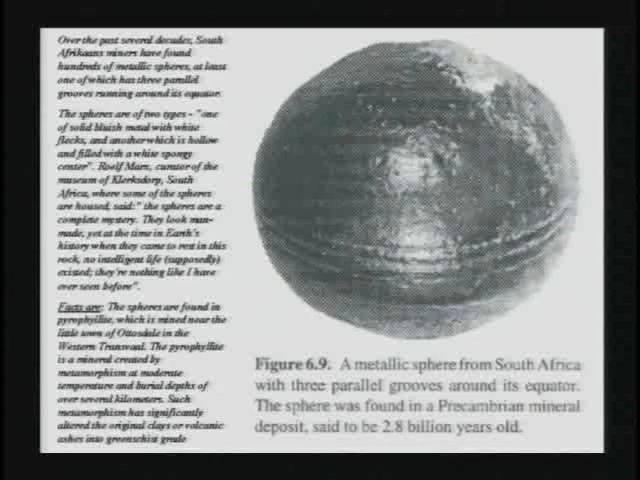 Over the past several decades, South
Afrikaans miners have found
hundreds of metallic spheres, at least
one of which has three parallel
grooves running around its equator.
The spheres are of two types - "one
of solid bluish metal with white
flecks, and another which is hollow
and filled with a white spongy
center". Roelf Marx, curator of the
museum of Klerksdorp, South
Africa, where some of the spheres
are housed, said:" the spheres are a
complete mystery. They look man-
made, yet at the time in Earth's
history when they came to rest in this
rock, no intelligent life (supposedly)
existed; they're nothing like I have
ever seen before".
Facts are: The spheres are found in
pyrophyllite, which is mined near the
little town of Ottosdale in the
Western Transvaal. The pyrophyllite
is a mineral created by
metamorphism at moderate
temperature and burial depths of
over several kilometers. Such
metamorphism has significantly
altered the original clays or volcanic
ashes into greenschist grade
Figure 6.9. A metallic sphere from South Africa
with three parallel grooves around its equator.
The sphere was found in a Precambrian mineral
deposit, said to be 2.8 billion years old.